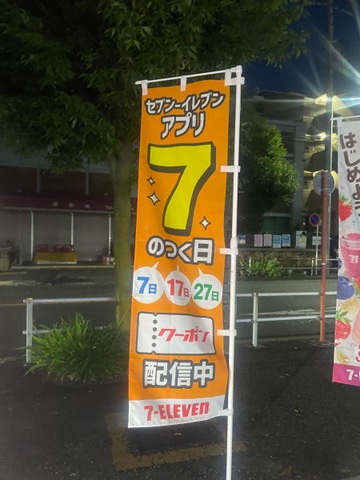 セブン-イレブン
アプリ
7
のつく日
7日 17日 27日
クーポン
配信中
7-ELEVEN
はじめ